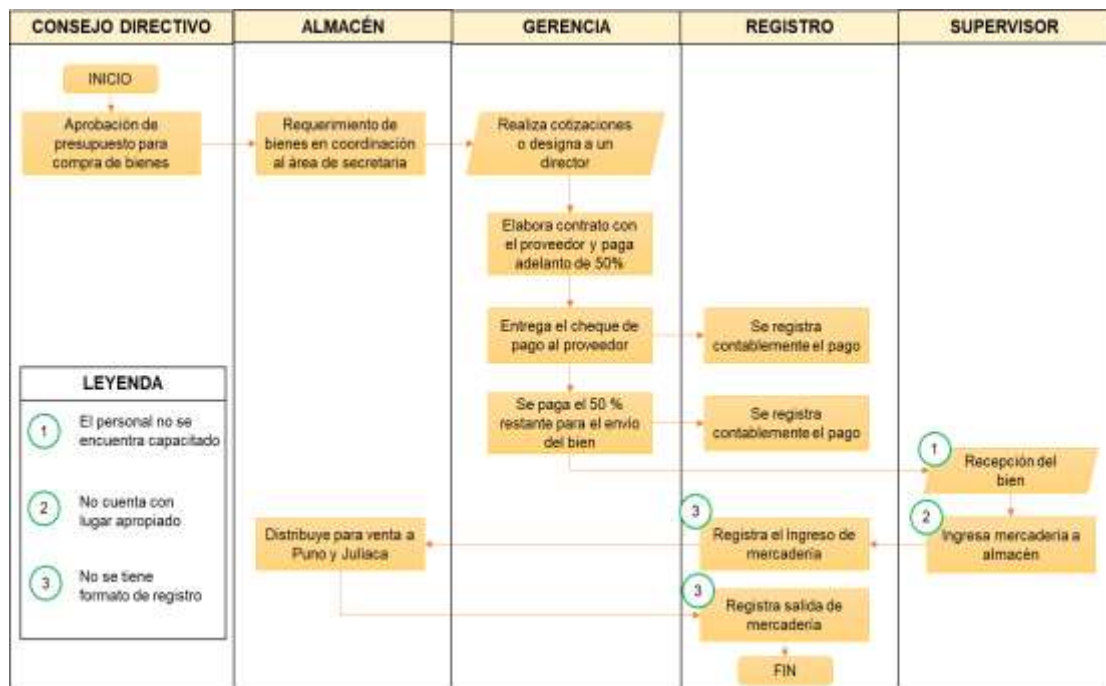 CONSEJO DIRECTIVO
ALMACÉN
GERENCIA
REGISTRO
SUPERVISOR
INICIO
Aprobación de
presupuesto para
compra de bienes
Requerimiento de
bienes en coordinación
al área de secretaria
Realiza cotizaciones
o designa a un
director
Elabora contrato con
el proveedor y paga
adelanto de 50%
Entrega el cheque de
pago al proveedor
Se registra
contablemente el pago
Se paga el 50 %
restante para el envío
del bien
Se registra
contablemente el pago
1
Recepción del
bien
2
Ingresa mercadería a
almacén
3
Registra el Ingreso de
mercadería
Distribuye para venta a
Puno y Juliaca
3
Registra salida de
mercadería
FIN
LEYENDA
1
El personal no se
encuentra capacitado
2
No cuenta con
lugar apropiado
3
No se tiene
formato de registro